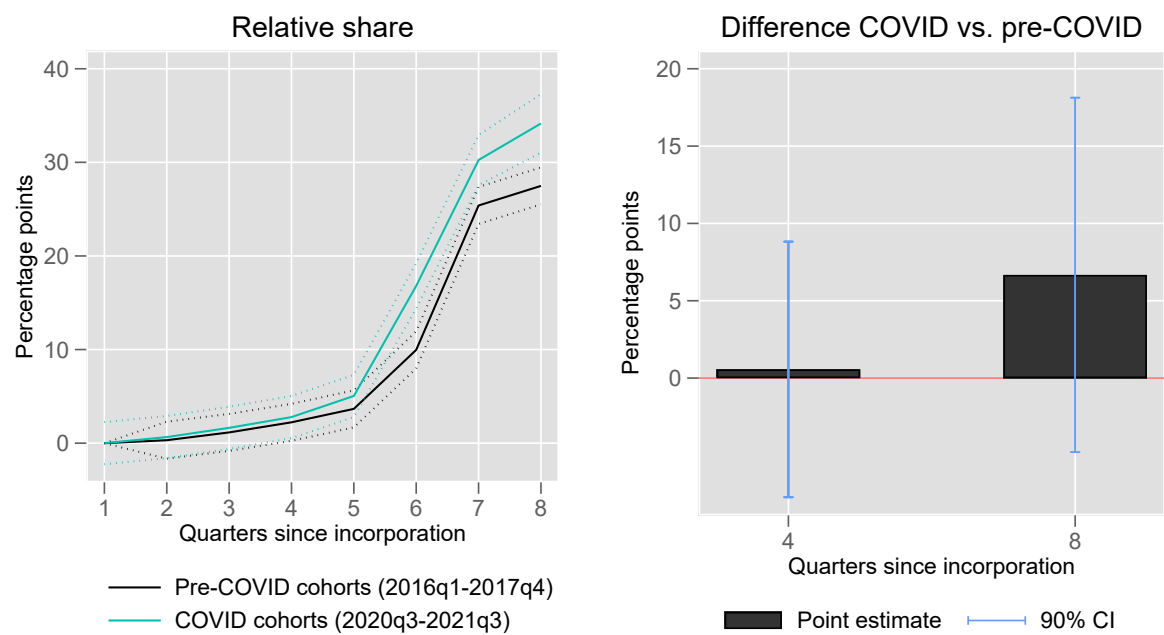 Relative share
Percentage points
40
30
20
10
0
1 2 3 4 5 6 7 8
Quarters since incorporation
Pre-COVID cohorts (2016q1-2017q4)
COVID cohorts (2020q3-2021q3)
Difference COVID vs. pre-COVID
Percentage points
20
15
10
5
0
4 8
Quarters since incorporation
Point estimate 90% CI